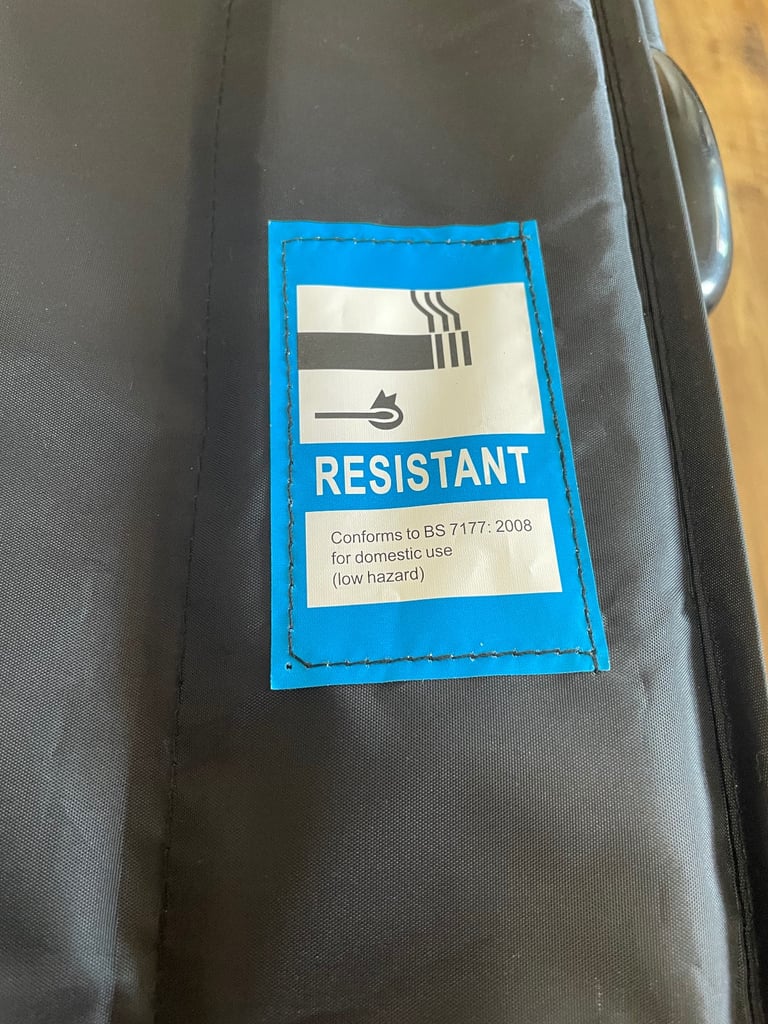 RESISTANT
Conforms to BS 7177: 2008
for domestic use
(low hazard)